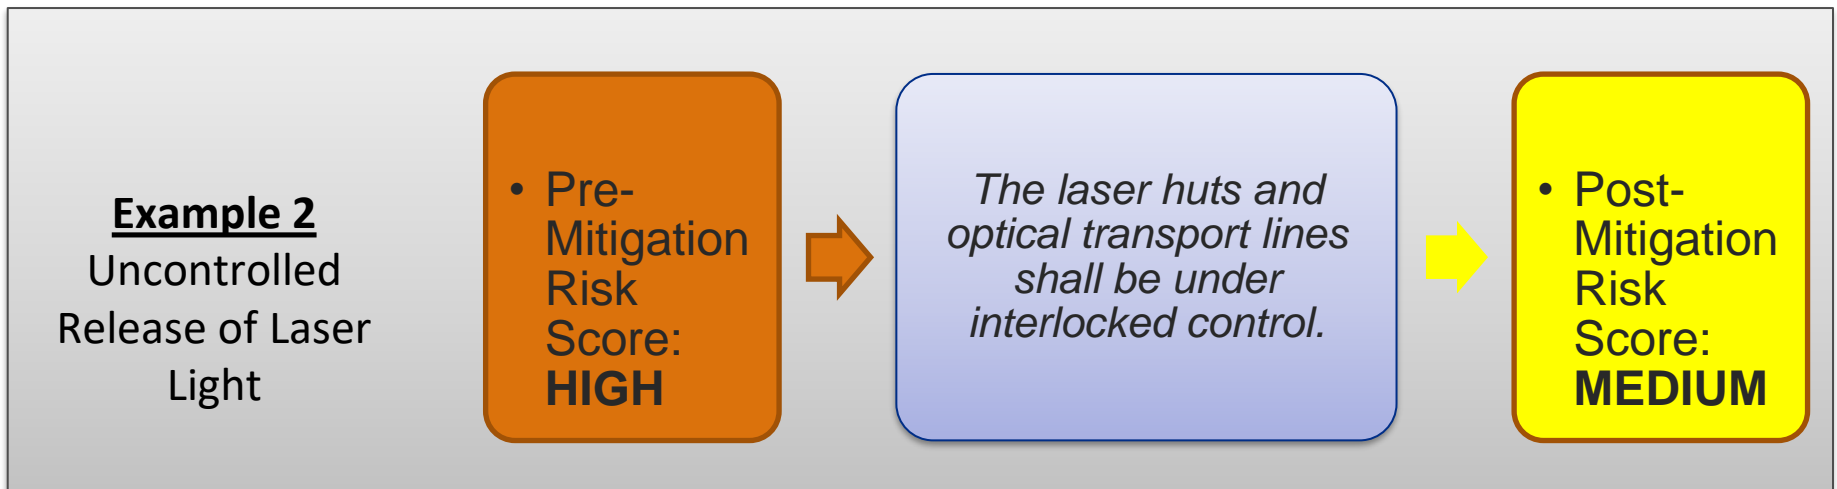 Example 2
Uncontrolled
Release of Laser
Light
• Pre-
Mitigation
Risk
Score:
HIGH
The laser huts and
optical transport lines
shall be under
interlocked control.
• Post-
Mitigation
Risk
Score:
MEDIUM